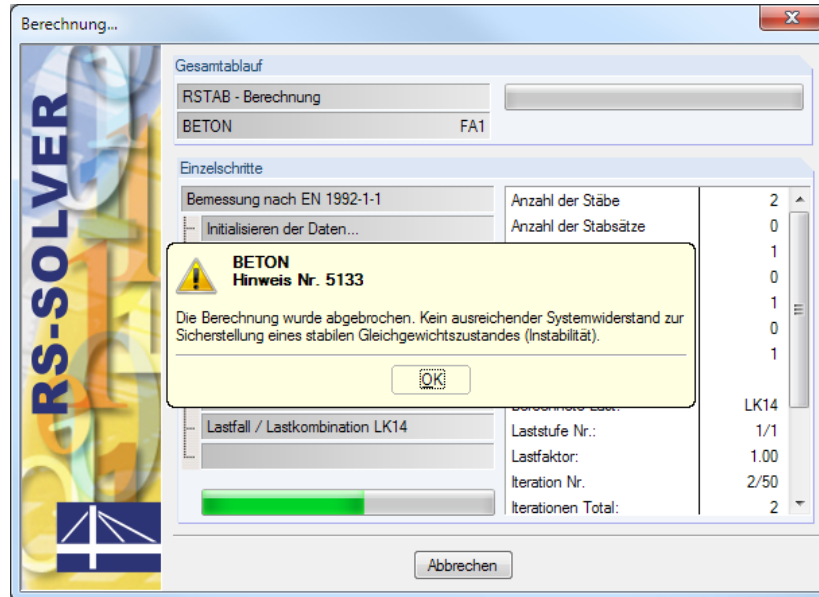 Berechnung...
RS-SOLVER
Gesamtablauf
RSTAB - Berechnung
BETON FA1
Einzelschritte
Bemessung nach EN 1992-1-1
Initialisieren der Daten...
Anzahl der Stäbe 2
Anzahl der Stabsätze 0
1
0
1
0
1
BETON
Hinweis Nr. 5133
Die Berechnung wurde abgebrochen. Kein ausreichender Systemwiderstand zur
Sicherstellung eines stabilen Gleichgewichtszustandes (Instabilität).
OK
Lastfall / Lastkombination LK14
Berechnete Last: LK14
Laststufe Nr.: 1/1
Lastfaktor: 1.00
Iteration Nr. 2/50
Iterationen Total: 2
Abbrechen